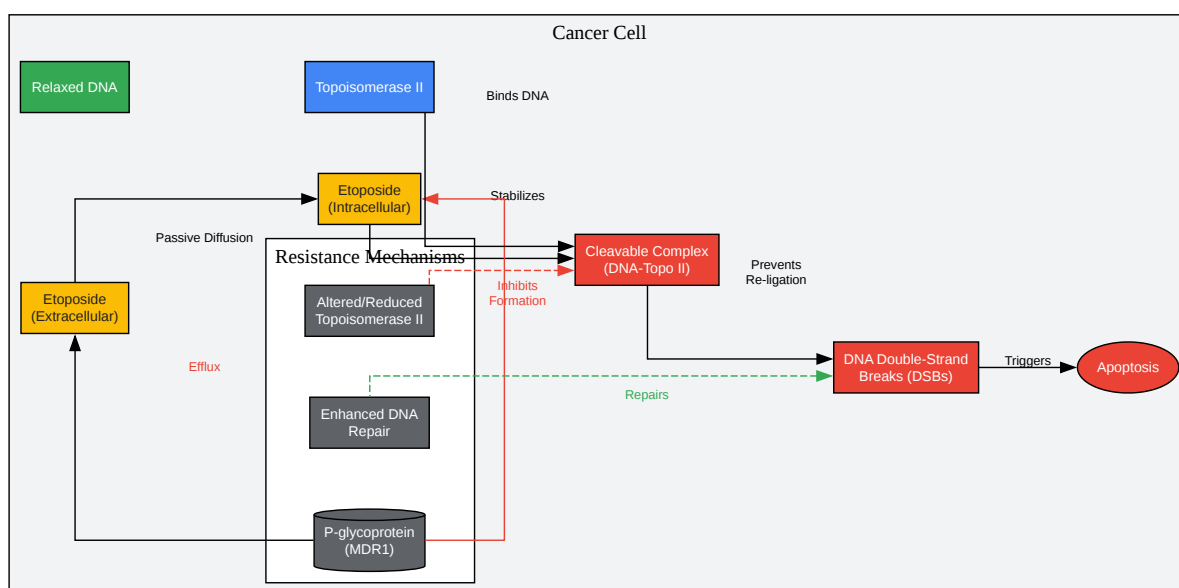 Cancer Cell
Relaxed DNA
Topoisomerase II
Binds DNA
Etoposide
(Intracellular)
Stabilizes
Passive Diffusion
Resistance Mechanisms
Cleavable Complex
(DNA-Topo II)
Prevents
Re-ligation
Etoposide
(Extracellular)
Altered/Reduced
Topoisomerase II
Inhibits
Formation
Efflux
DNA Double-Strand
Breaks (DSBs)
Triggers
Apoptosis
Repairs
Enhanced DNA
Repair
P-glycoprotein
(MDR1)